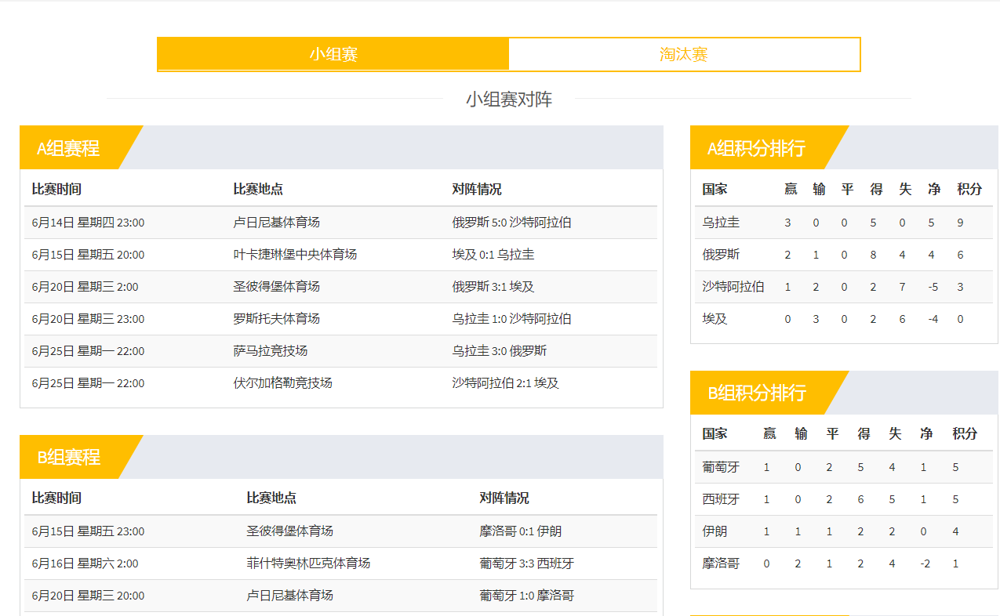 小组赛 淘汰赛
小组赛对阵
A组赛程
比赛时间 比赛地点 对阵情况
6月14日 星期四 23:00 卢日尼基体育场 俄罗斯 5:0 沙特阿拉伯
6月15日 星期五 20:00 叶卡捷琳堡中央体育场 埃及 0:1 乌拉圭
6月20日 星期三 2:00 圣彼得堡体育场 俄罗斯 3:1 埃及
6月20日 星期三 23:00 罗斯托夫体育场 乌拉圭 1:0 沙特阿拉伯
6月25日 星期一 22:00 萨马拉竞技场 乌拉圭 3:0 俄罗斯
6月25日 星期一 22:00 伏尔加格勒竞技场 沙特阿拉伯 2:1 埃及
B组赛程
比赛时间 比赛地点 对阵情况
6月15日 星期五 23:00 圣彼得堡体育场 摩洛哥 0:1 伊朗
6月16日 星期六 2:00 菲什特奥林匹克体育场 葡萄牙 3:3 西班牙
6月20日 星期三 20:00 卢日尼基体育场 葡萄牙 1:0 摩洛哥
A组积分排行
国家 赢 输 平 得 失 净 积分
乌拉圭 3 0 0 5 0 5 9
俄罗斯 2 1 0 8 4 4 6
沙特阿拉伯 1 2 0 2 7 -5 3
埃及 0 3 0 2 6 -4 0
B组积分排行
国家 赢 输 平 得 失 净 积分
葡萄牙 1 0 2 5 4 1 5
西班牙 1 0 2 6 5 1 5
伊朗 1 1 1 2 2 0 4
摩洛哥 0 2 1 2 4 -2 1